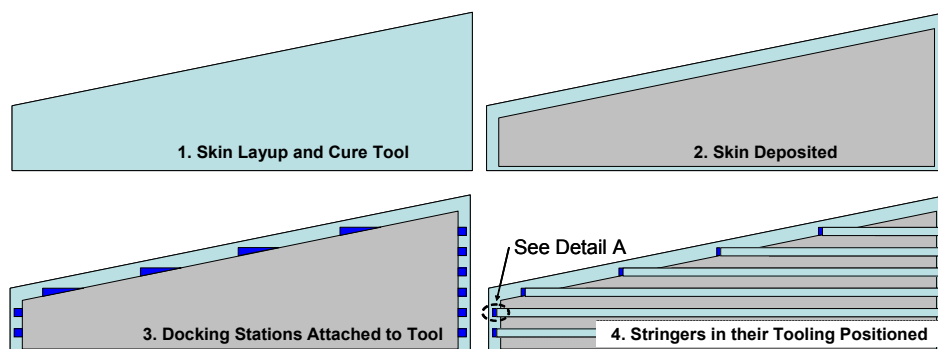 1. Skin Layup and Cure Tool
2. Skin Deposited
See Detail A
3. Docking Stations Attached to Tool
4. Stringers in their Tooling Positioned